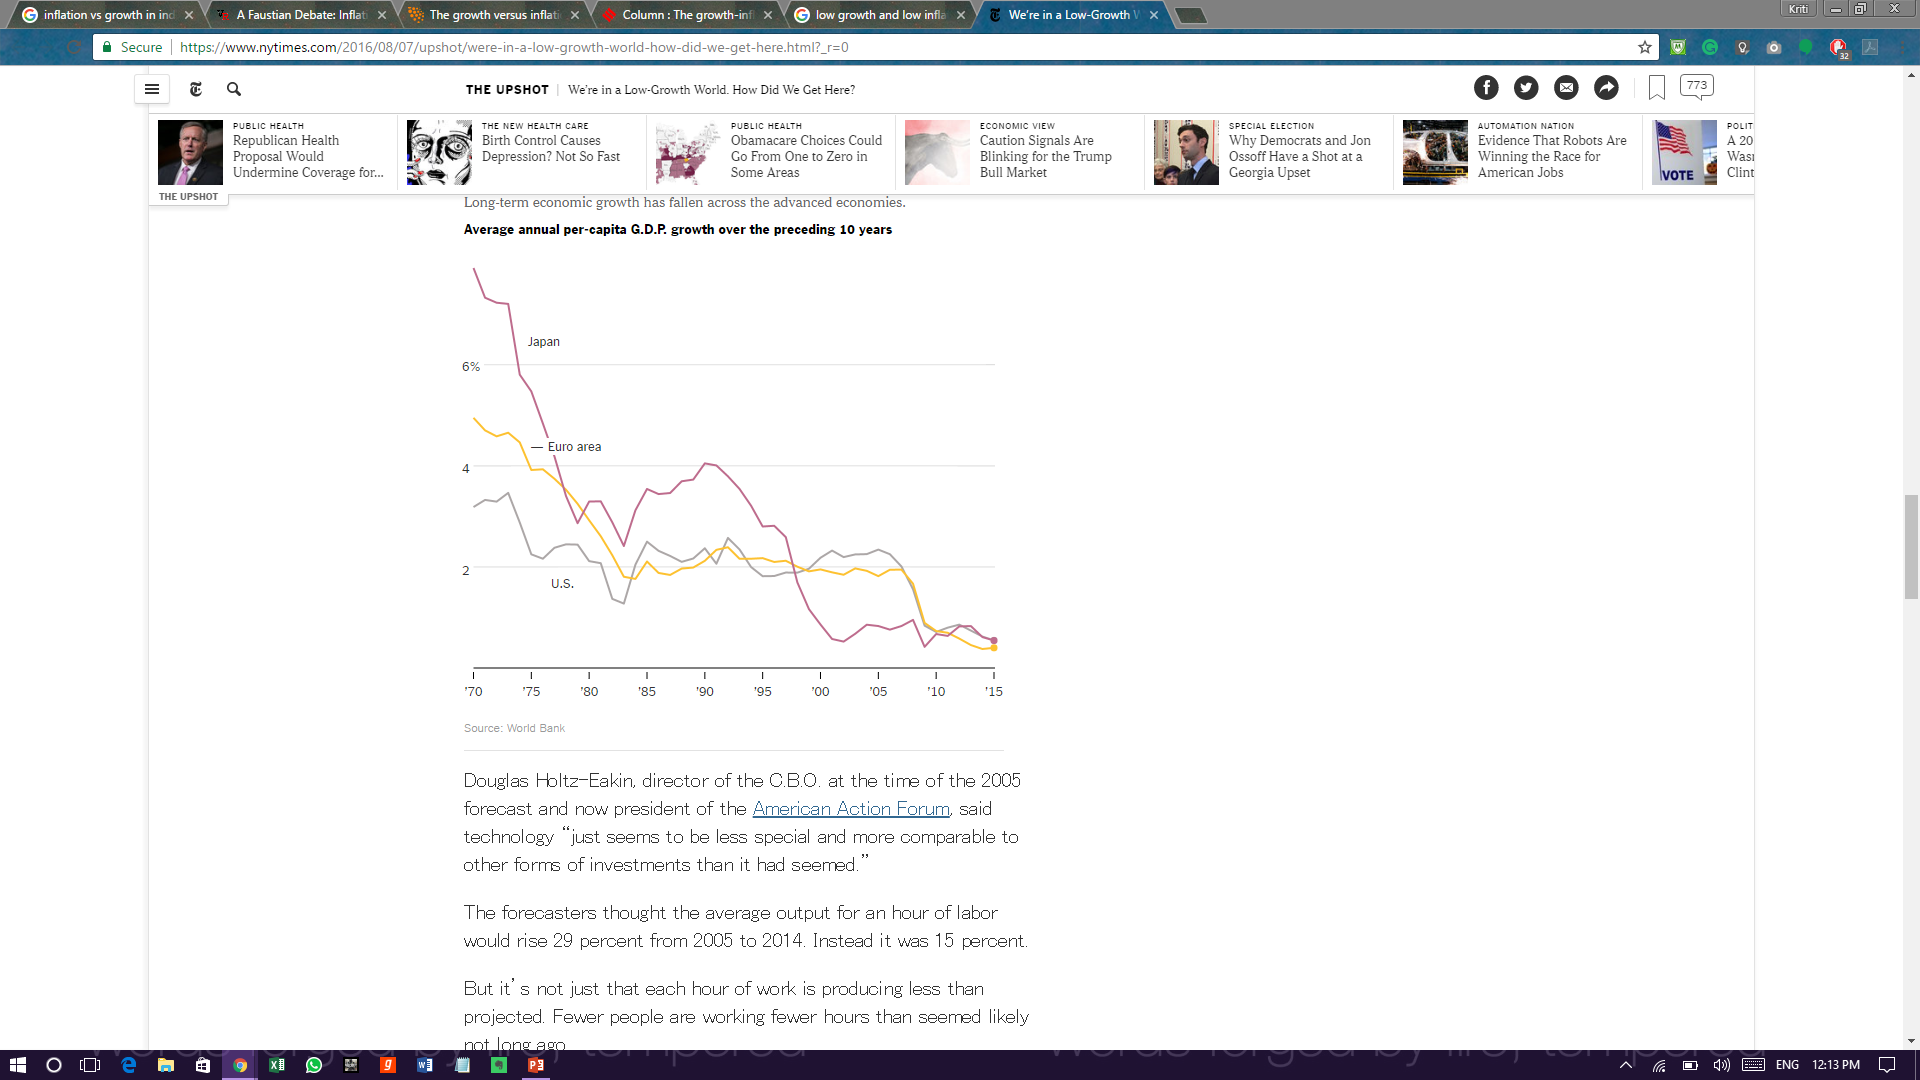 inflation vs growth in ind
A Faustian Debate: Inflati
The growth versus inflati
Column : The growth-inf
low growth and low infla
We're in a Low-Growth W
Kriti
Secure
https://www.nytimes.com/2016/08/07/upshot/were-in-a-low-growth-world-how-did-we-get-here.html?_r=0
32
THE UPSHOT | We're in a Low-Growth World. How Did We Get Here?
773
PUBLIC HEALTH
Republican Health
Proposal Would
Undermine Coverage for...
THE NEW HEALTH CARE
Birth Control Causes
Depression? Not So Fast
PUBLIC HEALTH
Obamacare Choices Could
Go From One to Zero in
Some Areas
ECONOMIC VIEW
Caution Signals Are
Blinking for the Trump
Bull Market
SPECIAL ELECTION
Why Democrats and Jon
Ossoff Have a Shot at a
Georgia Upset
AUTOMATION NATION
Evidence That Robots Are
Winning the Race for
American Jobs
VOTE
POLIT
A 20
Was
Clint
THE UPSHOT
Long-term economic growth has fallen across the advanced economies.
Average annual per-capita G.D.P. growth over the preceding 10 years
Japan
6%
Euro area
4
2
U.S.
'70 '75 '80 '85 '90 '95 '00 '05 '10 '15
Source: World Bank
Douglas Holtz-Eakin, director of the C.B.O. at the time of the 2005
forecast and now president of the American Action Forum, said
technology “just seems to be less special and more comparable to
other forms of investments than it had seemed.”
The forecasters thought the average output for an hour of labor
would rise 29 percent from 2005 to 2014. Instead it was 15 percent.
But it's not just that each hour of work is producing less than
projected. Fewer people are working fewer hours than seemed likely
not long ago.
ENG 12:13 PM